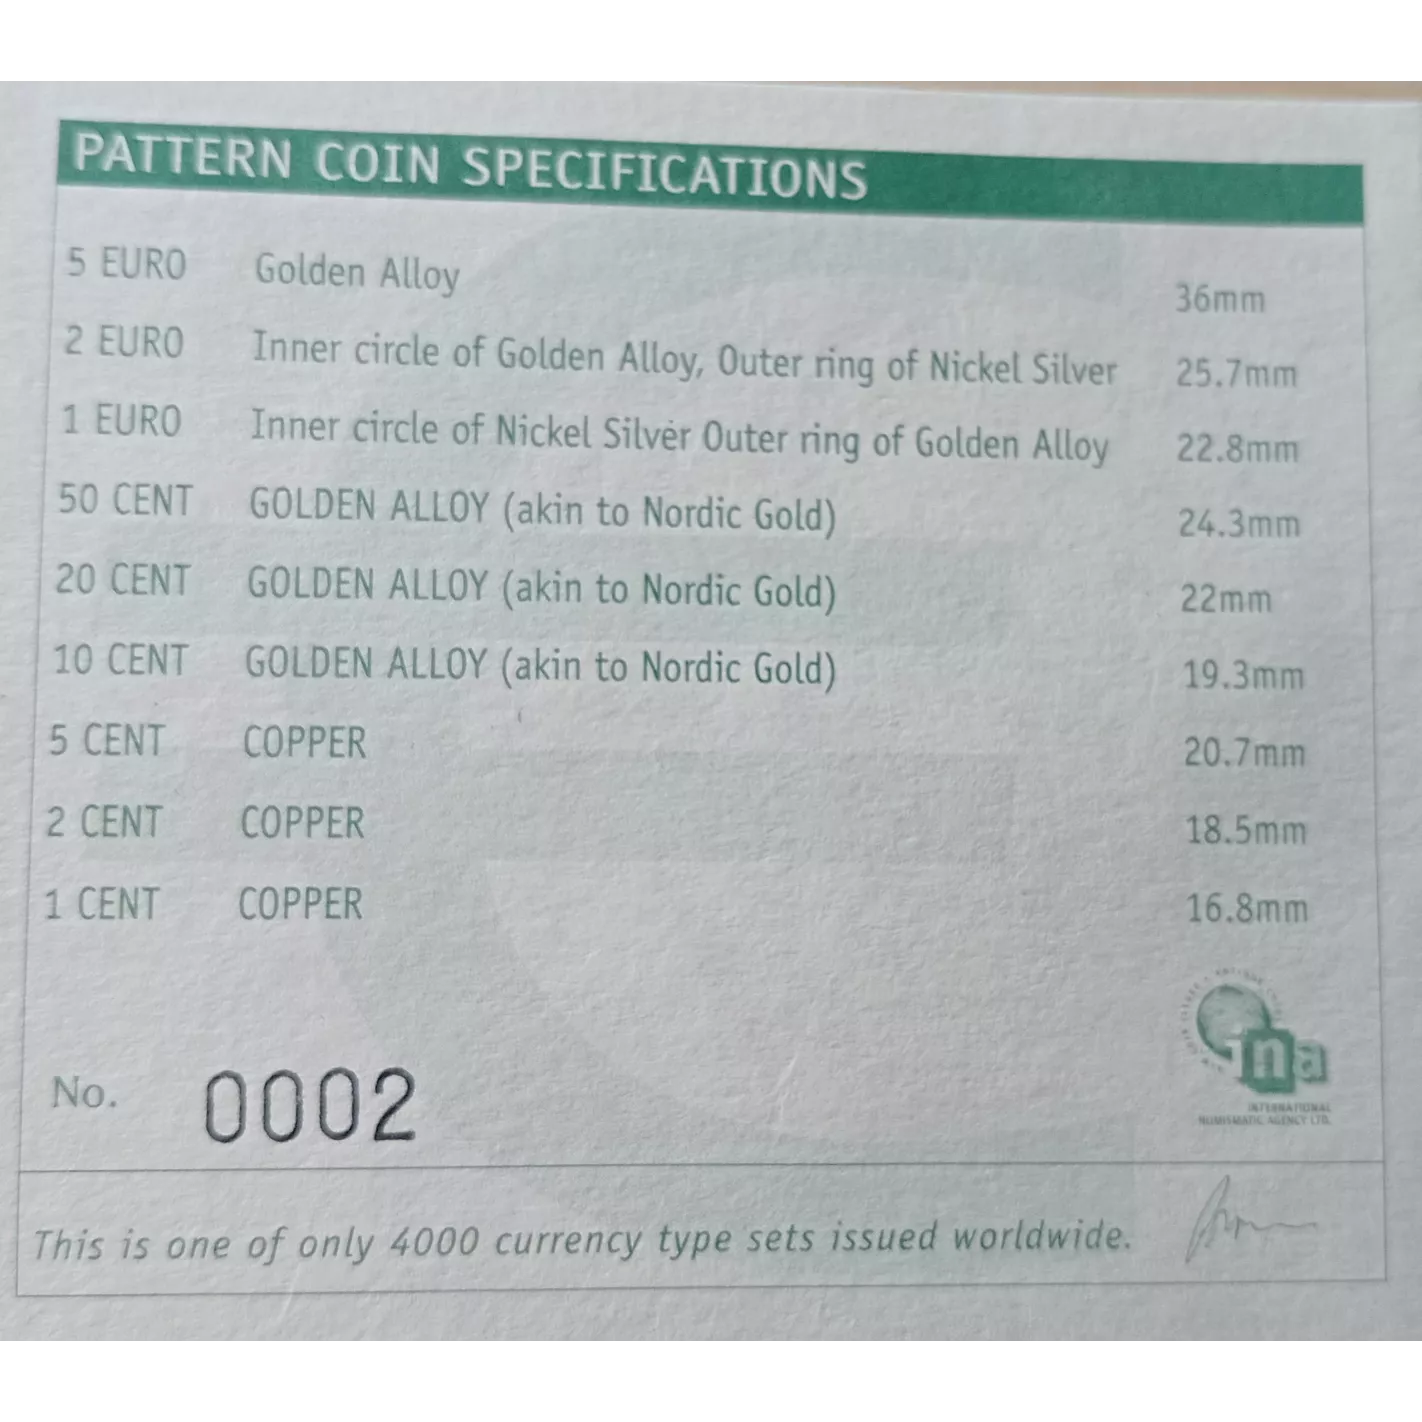 PATTERN COIN SPECIFICATIONS
5 EURO Golden Alloy 36mm
2 EURO Inner circle of Golden Alloy, Outer ring of Nickel Silver 25.7mm
1 EURO Inner circle of Nickel Silver Outer ring of Golden Alloy 22.8mm
50 CENT GOLDEN ALLOY (akin to Nordic Gold) 24.3mm
20 CENT GOLDEN ALLOY (akin to Nordic Gold) 22mm
10 CENT GOLDEN ALLOY (akin to Nordic Gold) 19.3mm
5 CENT COPPER 20.7mm
2 CENT COPPER 18.5mm
1 CENT COPPER 16.8mm
ina
INTERNATIONAL
NUMISMATIC AGENCY LTD.
No. 0002
This is one of only 4000 currency type sets issued worldwide.